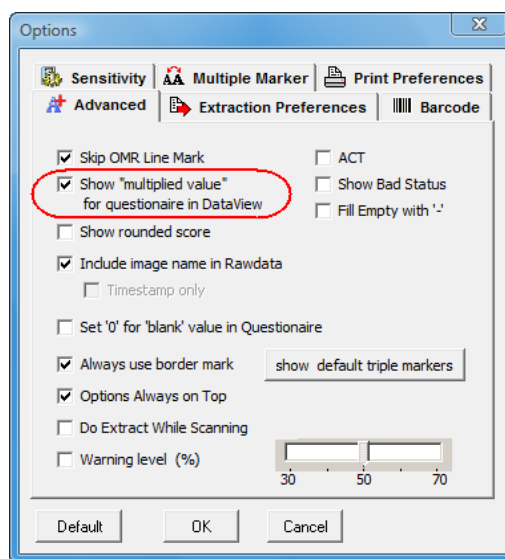 Options
Sensitivity Multiple Marker Print Preferences
Advanced Extraction Preferences Barcode
Skip OMR Line Mark ACT
Show "multiplied value" Show Bad Status
for questionaire in DataView
Fill Empty with '-'
Show rounded score
Include image name in Rawdata
Timestamp only
Set '0' for 'blank' value in Questionaire
Always use border mark show default triple markers
Options Always on Top
Do Extract While Scanning
Warning level (%)
30 50 70
Default OK Cancel